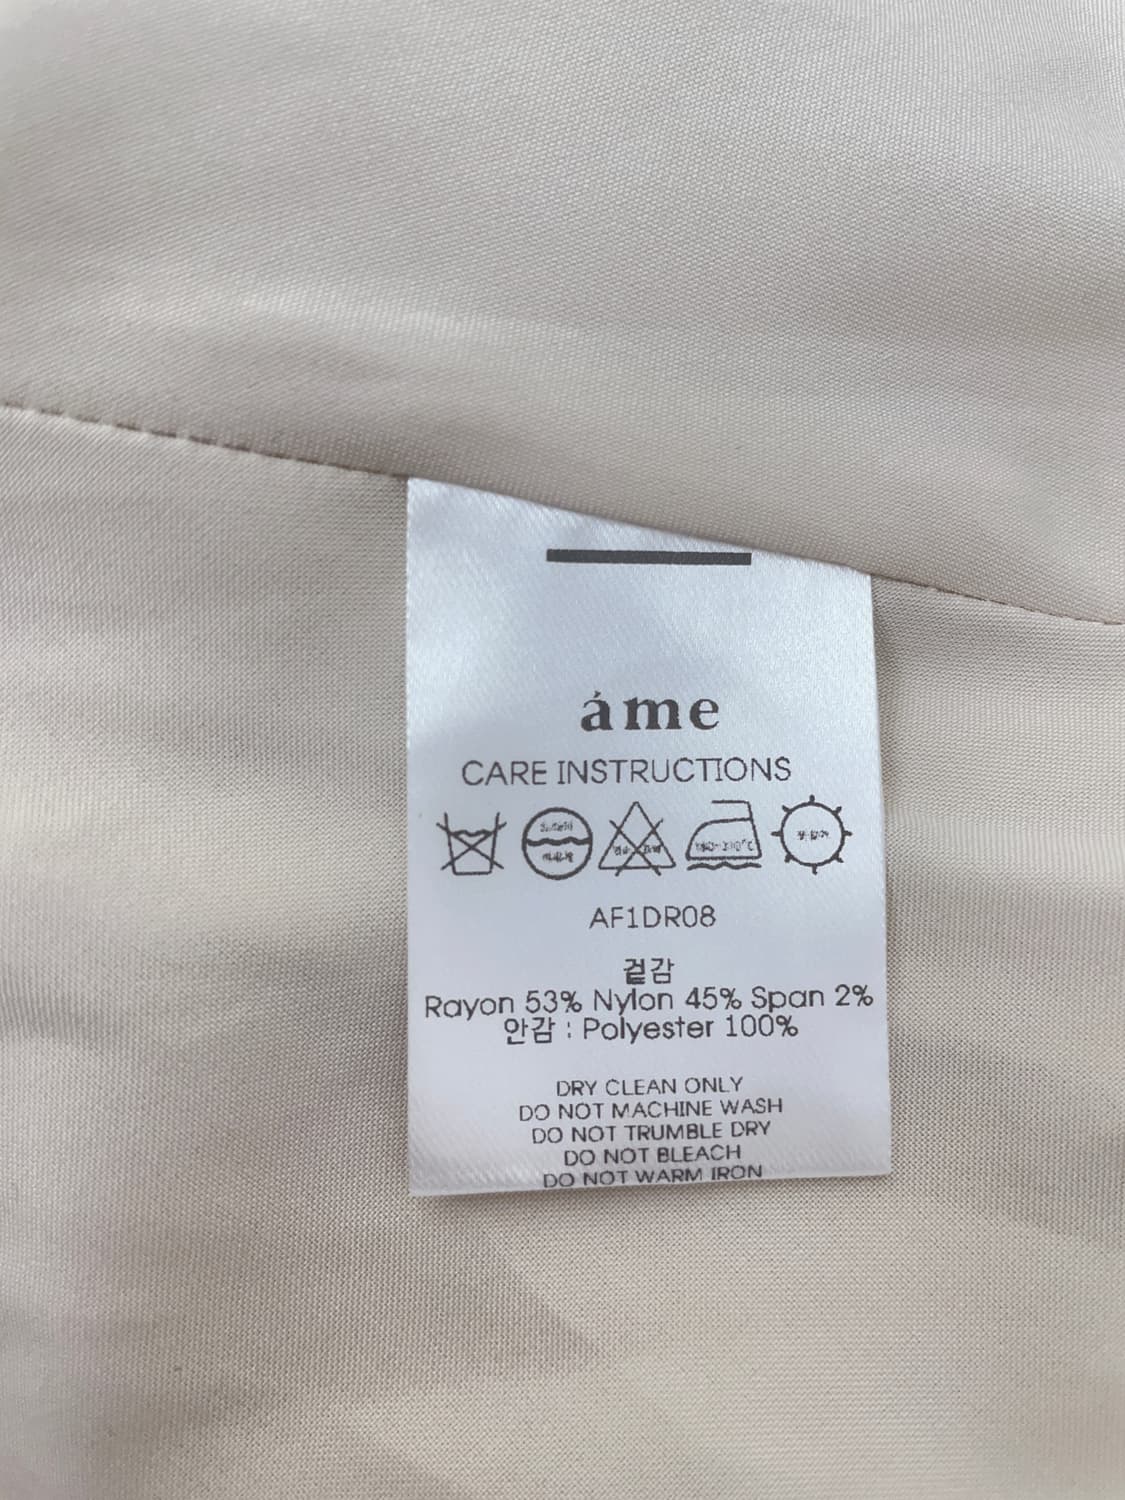 áme
CARE INSTRUCTIONS
AF1DR08
겉감
Rayon 53% Nylon 45% Span 2%
안감 : Polyester 100%
DRY CLEAN ONLY
DO NOT MACHINE WASH
DO NOT TRUMBLE DRY
DO NOT BLEACH
DO NOT WARM IRON